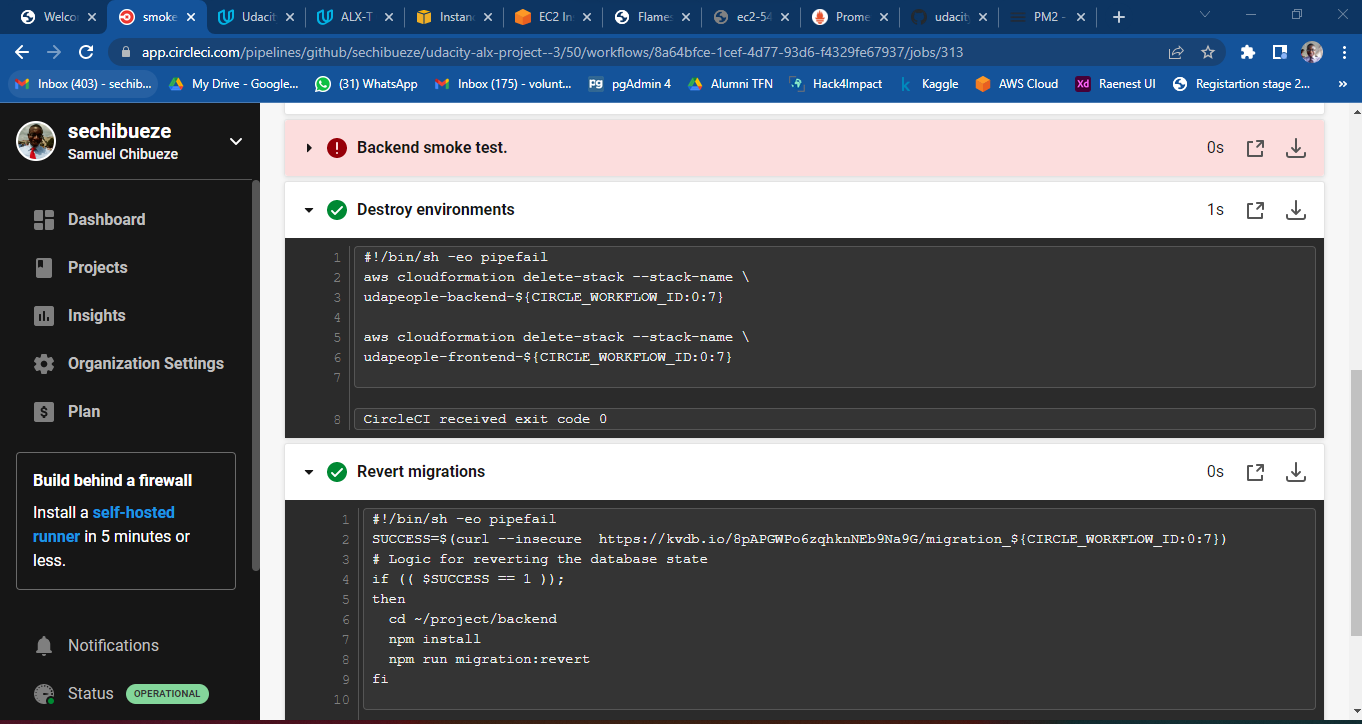 Welcor
smoke
Udacit
ALX-T
Instanc
EC2 In
Flames
ec2-54
Prome
udacity
PM2 -
app.circleci.com/pipelines/github/sechibueze/udacity-alx-project--3/50/workflows/8a64bfce-1cef-4d77-93d6-f4329fe67937/jobs/313
Inbox (403) - sechib...
My Drive - Google...
(31) WhatsApp
Inbox (175) - volunt...
pgAdmin 4
Alumni TFN
Hack4Impact
Kaggle
AWS Cloud
Raenest UI
Registartion stage 2...
»
sechibueze
Samuel Chibueze
Dashboard
Projects
Insights
Organization Settings
Plan
Build behind a firewall
Install a self-hosted
runner in 5 minutes or
less.
Notifications
Status OPERATIONAL
Backend smoke test. 0s
Destroy environments 1s
1 #!/bin/sh -eo pipefail
2 aws cloudformation delete-stack --stack-name \
3 udapeople-backend-${CIRCLE_WORKFLOW_ID:0:7}
4
5 aws cloudformation delete-stack --stack-name \
6 udapeople-frontend-${CIRCLE_WORKFLOW_ID:0:7}
7
8 CircleCI received exit code 0
Revert migrations 0s
1 #!/bin/sh -eo pipefail
2 SUCCESS=$(curl --insecure  https://kvdb.io/8pAPGWPo6zqhknNEb9Na9G/migration_${CIRCLE_WORKFLOW_ID:0:7})
3 # Logic for reverting the database state
4 if (( $SUCCESS == 1 ));
5 then
6   cd ~/project/backend
7   npm install
8   npm run migration:revert
9 fi
10